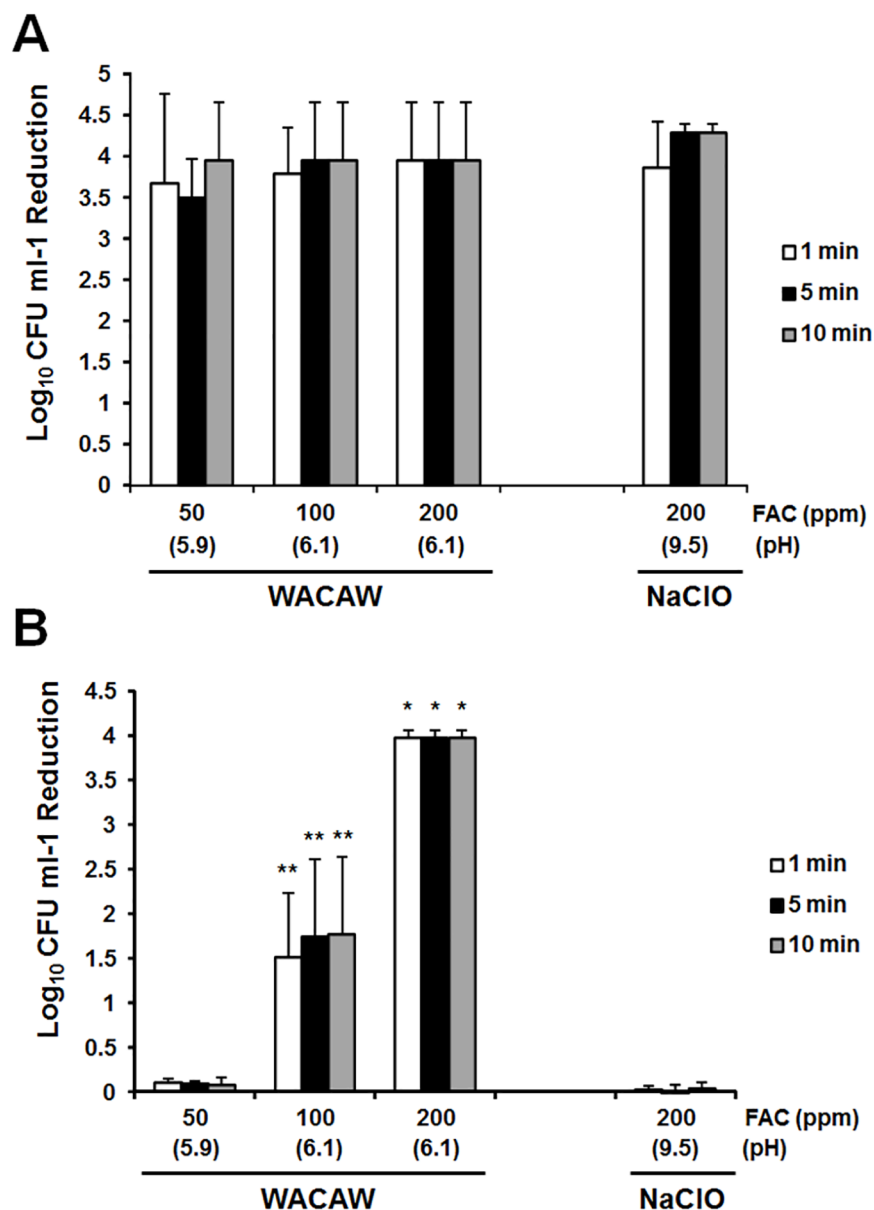 A
Log10 CFU ml-1 Reduction
5
4.5
4
3.5
3
2.5
2
1.5
1
0.5
0
1 min
5 min
10 min
50 100 200 200 FAC (ppm)
(5.9) (6.1) (6.1) (9.5) (pH)
WACAW NaClO
B
Log10 CFU ml-1 Reduction
4.5
4
3.5
3
2.5
2
1.5
1
0.5
0
* * *
** ** **
1 min
5 min
10 min
50 100 200 200 FAC (ppm)
(5.9) (6.1) (6.1) (9.5) (pH)
WACAW NaClO